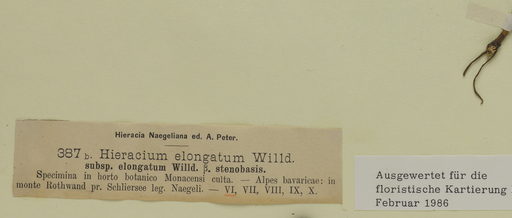 Hieracia Naegeliana ed. A. Peter.
387 b. Hieracium elongatum Willd.
subsp. elongatum Willd. β. stenobasis.
Specimina in horto botanico Monacensi culta. — Alpes bavaricae: in
monte Rothwand pr. Schliersee leg. Naegeli. — VI, VII, VIII, IX, X.
Ausgewertet für die
floristische Kartierung
Februar 1986